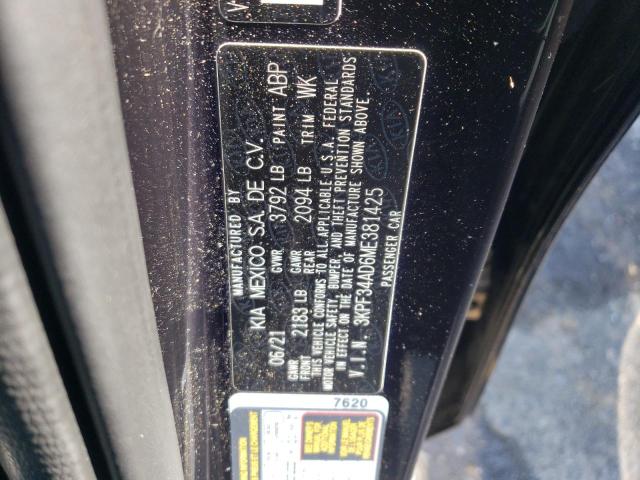 MANUFACTURED BY
KIA MEXICO S.A. DE C.V.
06/21 GVWR 3792 LB PAINT ABP
GAWR FRONT 2183 LB GAWR REAR 2094 LB TRIM WK
THIS VEHICLE CONFORMS TO ALL APPLICABLE U.S.A. FEDERAL
MOTOR VEHICLE SAFETY, BUMPER, AND THEFT PREVENTION STANDARDS
IN EFFECT ON THE DATE OF MANUFACTURE SHOWN ABOVE.
V.I.N. 3KPF34AD6ME381425
PASSENGER CAR
7620